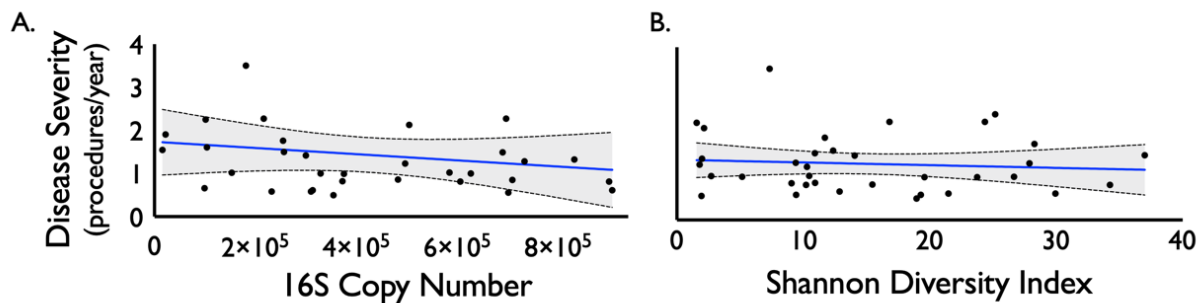 A.
B.
Disease Severity
(procedures/year)
4
3
2
1
0
0 2×10⁵ 4×10⁵ 6×10⁵ 8×10⁵
16S Copy Number
0 10 20 30 40
Shannon Diversity Index